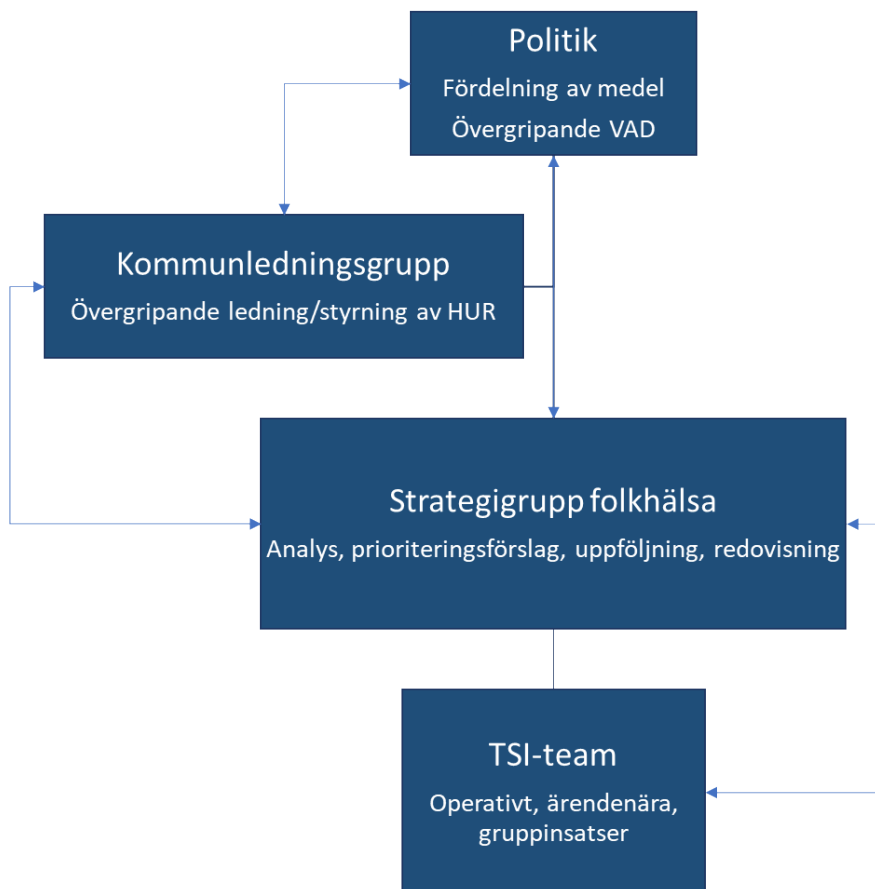 Politik
Fördelning av medel
Övergripande VAD
Kommunledningsgrupp
Övergripande ledning/styrning av HUR
Strategigrupp folkhälsa
Analys, prioriteringsförslag, uppföljning, redovisning
TSI-team
Operativt, ärendenära,
gruppinsatser